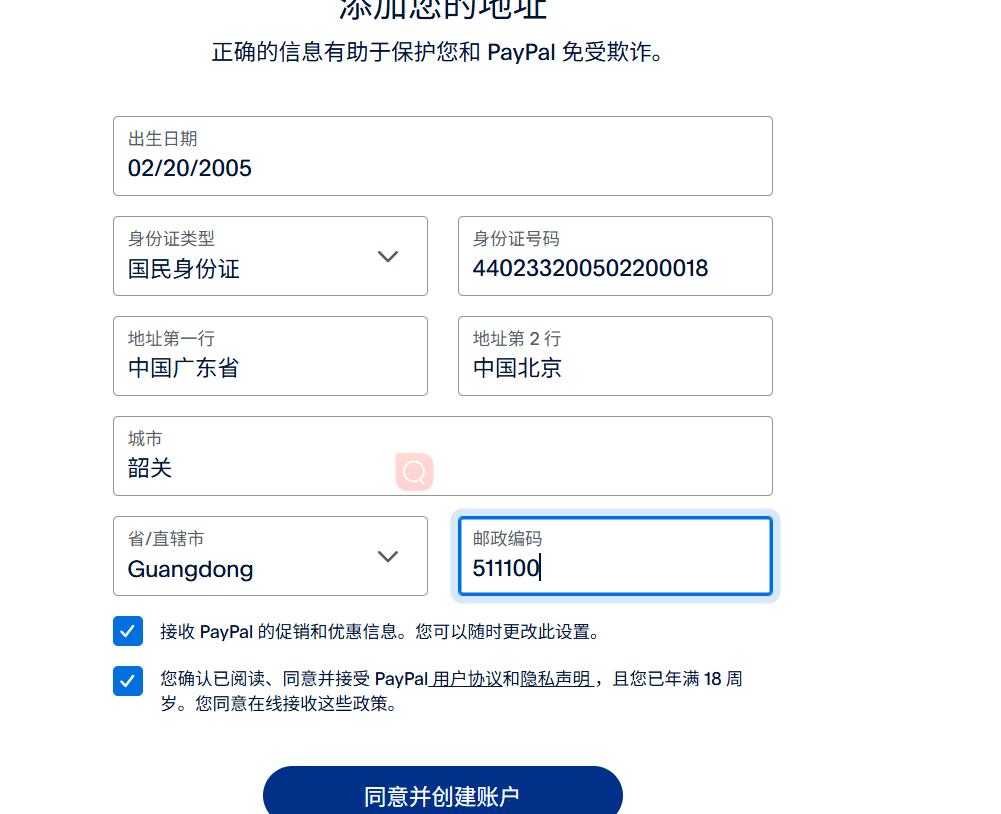 添加您的地址
正确的信息有助于保护您和 PayPal 免受欺诈。
出生日期
02/20/2005
身份证类型
国民身份证
身份证号码
440233200502200018
地址第一行
中国广东省
地址第 2 行
中国北京
城市
韶关
省/直辖市
Guangdong
邮政编码
511100
接收 PayPal 的促销和优惠信息。您可以随时更改此设置。
您确认已阅读、同意并接受 PayPal 用户协议和隐私声明，且您已年满 18 周
岁。您同意在线接收这些政策。
同意并创建账户